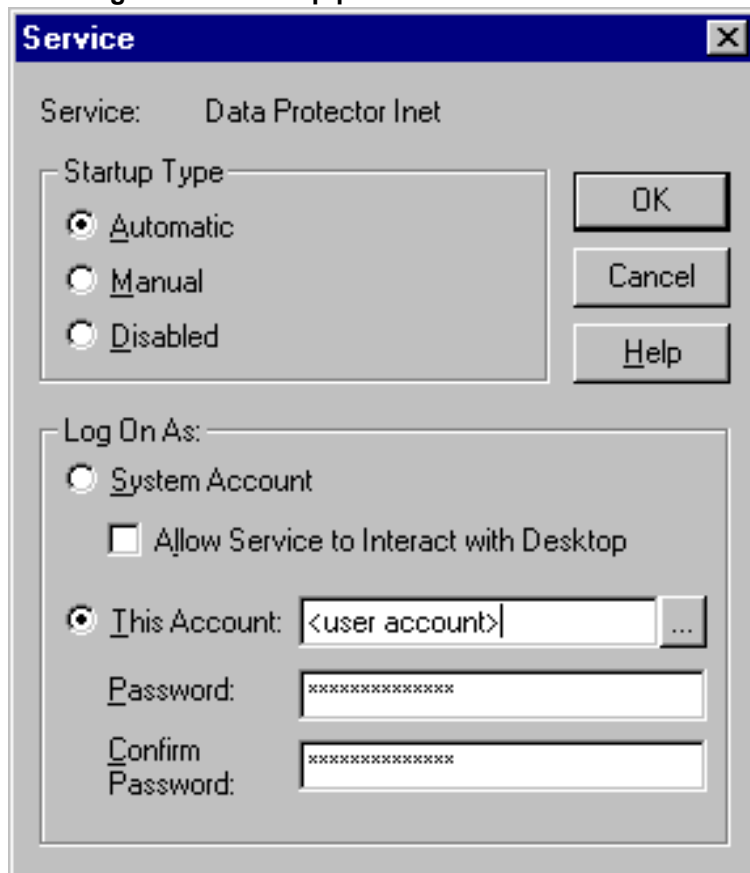 Service
Service: Data Protector Inet
Startup Type
Automatic
Manual
Disabled
OK
Cancel
Help
Log On As:
System Account
Allow Service to Interact with Desktop
This Account: <user account> ...
Password: **************
Confirm
Password: **************